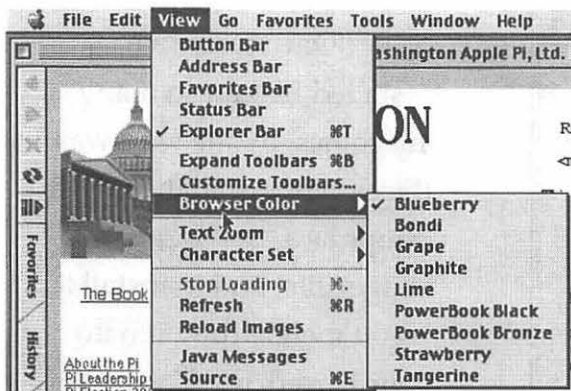 File Edit View Go Favorites Tools Window Help
shington Apple Pi, Ltd.
Button Bar
Address Bar
Favorites Bar
Status Bar
✓ Explorer Bar ⌘T
Expand Toolbars ⌘B
Customize Toolbars...
Browser Color
Text Zoom
Character Set
Stop Loading ⌘.
Refresh ⌘R
Reload Images
Java Messages
Source ⌘E
✓ Blueberry
Bondi
Grape
Graphite
Lime
PowerBook Black
PowerBook Bronze
Strawberry
Tangerine
ON
R
Favorites
History
The Book
About the Pi
Pi Leadership